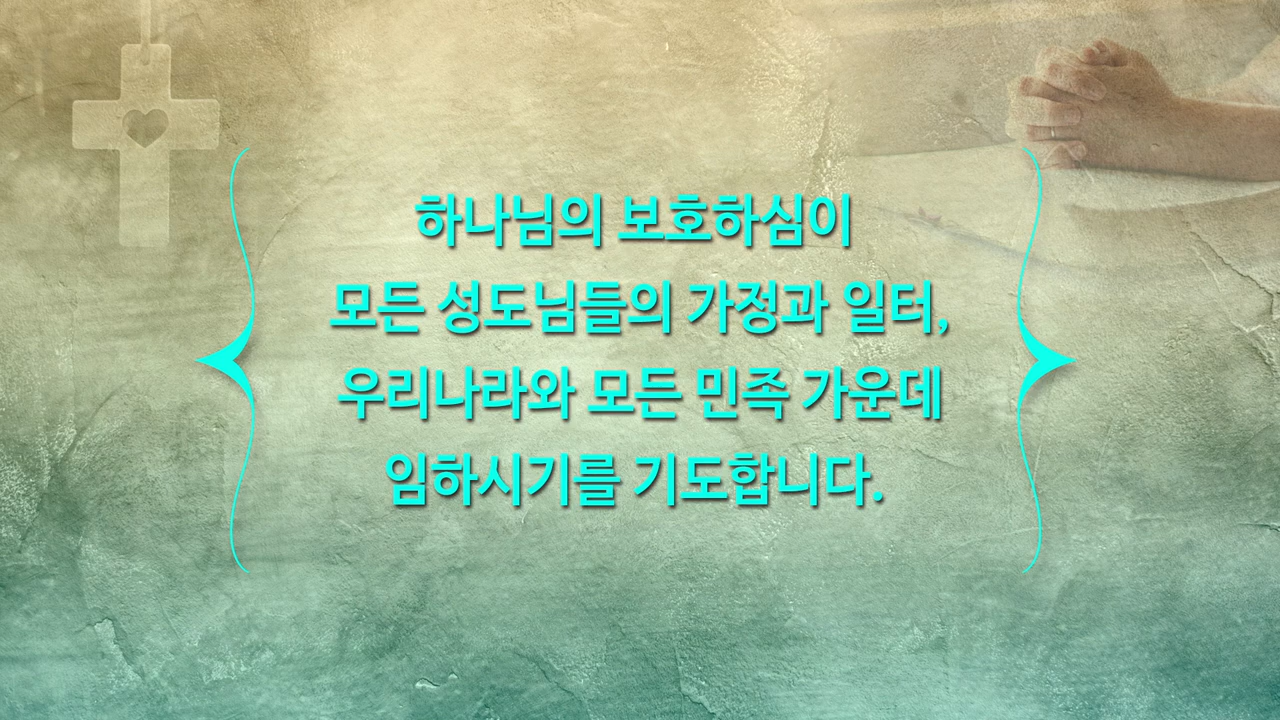 하나님의 보호하심이
모든 성도님들의 가정과 일터,
우리나라와 모든 민족 가운데
임하시기를 기도합니다.